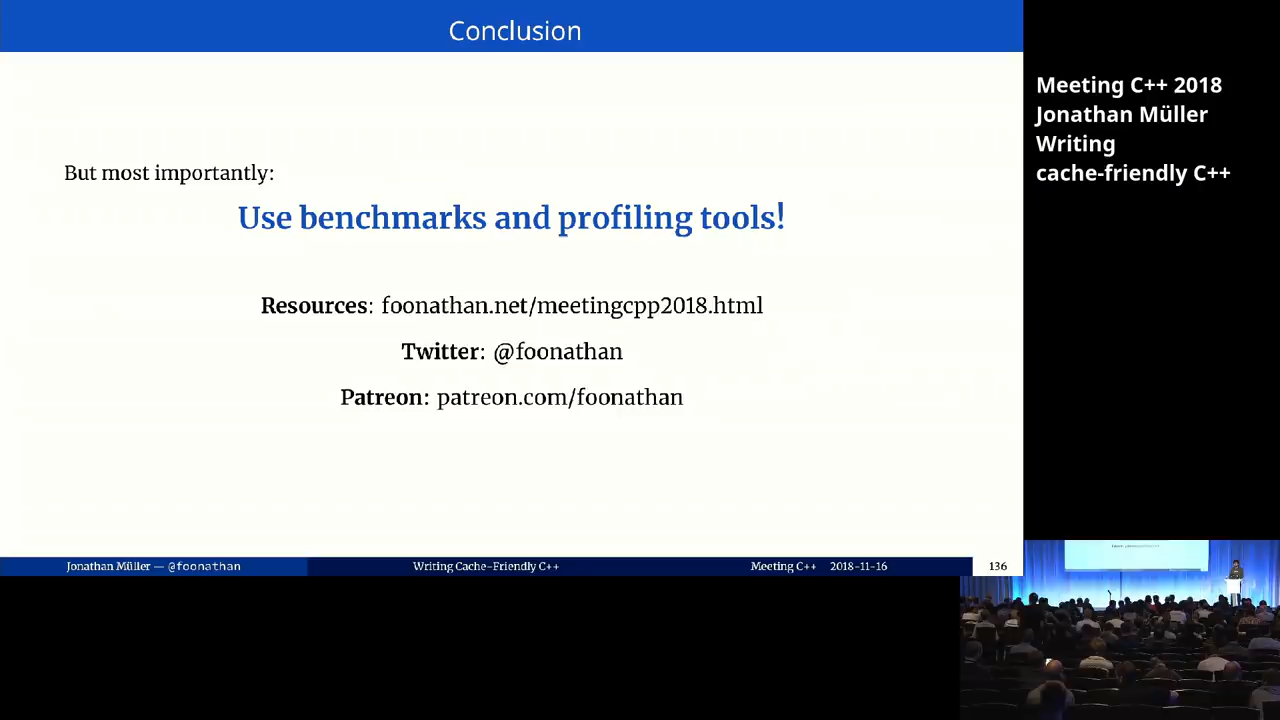 Conclusion
But most importantly:
Use benchmarks and profiling tools!
Resources: foonathan.net/meetingcpp2018.html
Twitter: @foonathan
Patreon: patreon.com/foonathan
Jonathan Müller — @foonathan
Writing Cache-Friendly C++
Meeting C++ 2018-11-16
136
Meeting C++ 2018
Jonathan Müller
Writing
cache-friendly C++